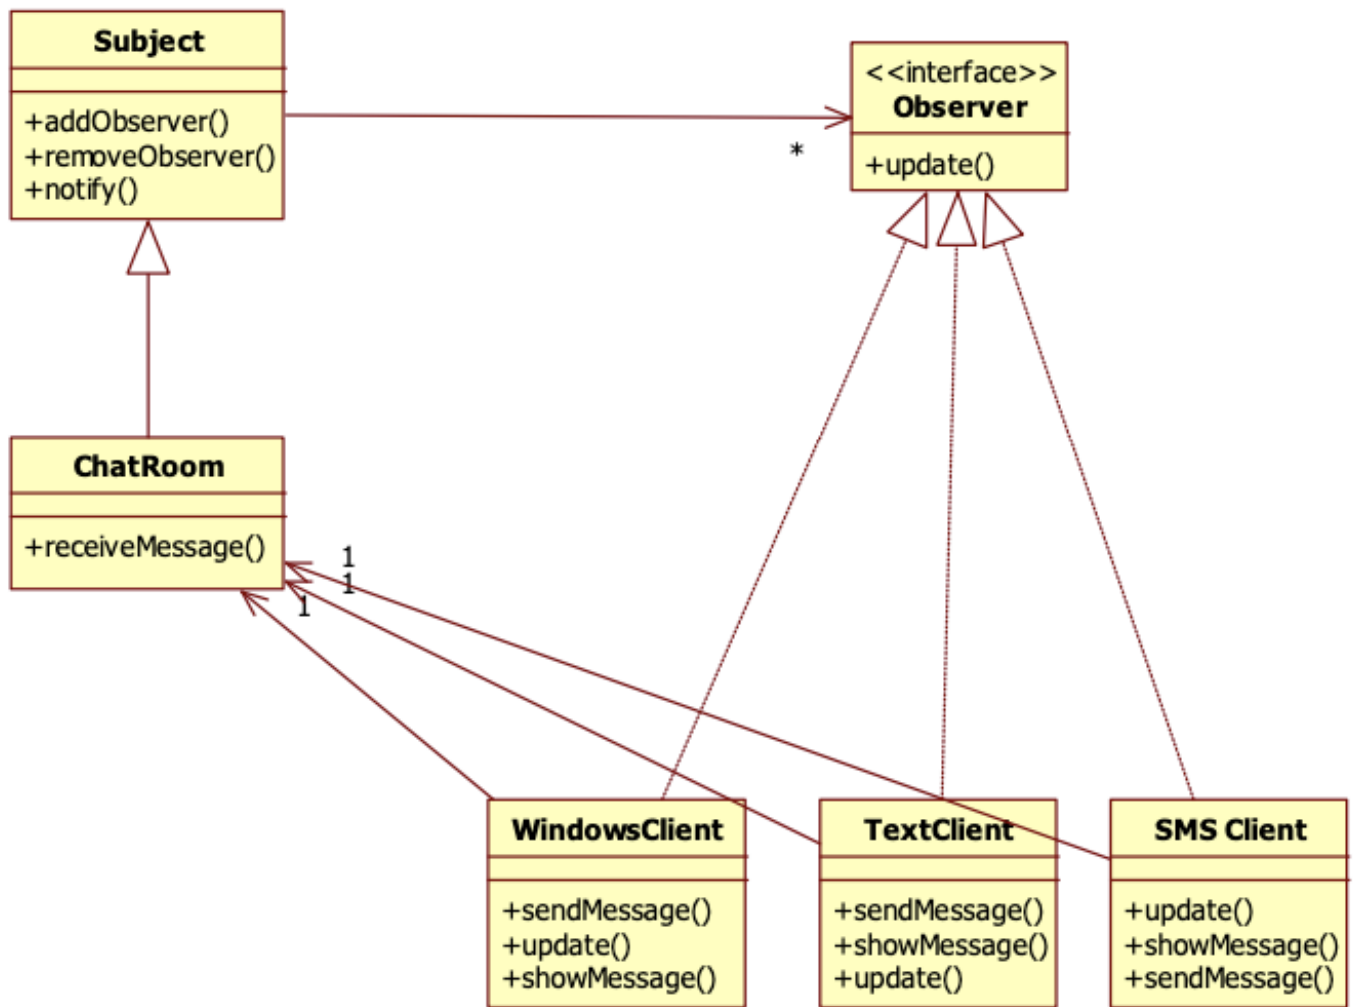 Subject
+addObserver()
+removeObserver()
+notify()
<<interface>>
Observer
+update()
*
ChatRoom
+receiveMessage()
1
1
1
WindowsClient
+sendMessage()
+update()
+showMessage()
TextClient
+sendMessage()
+showMessage()
+update()
SMS Client
+update()
+showMessage()
+sendMessage()